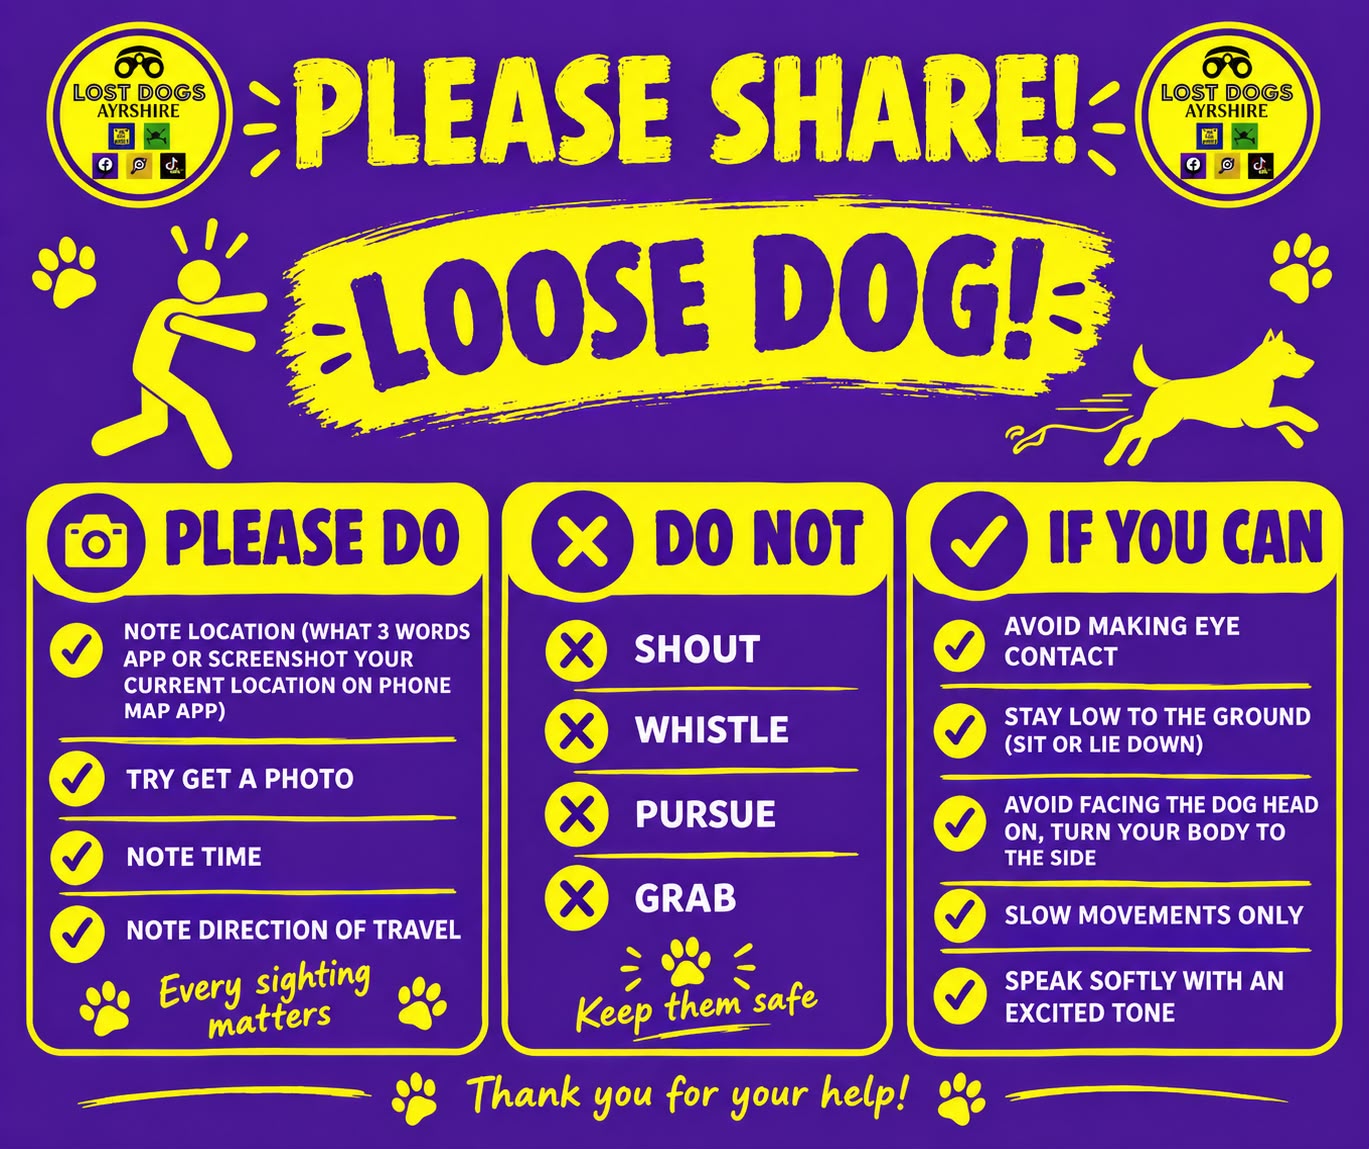 LOST DOGS
AYRSHIRE
PLEASE SHARE!
LOST DOGS
AYRSHIRE
LOOSE DOG!
PLEASE DO
NOTE LOCATION (WHAT 3 WORDS
APP OR SCREENSHOT YOUR
CURRENT LOCATION ON PHONE
MAP APP)
TRY GET A PHOTO
NOTE TIME
NOTE DIRECTION OF TRAVEL
Every sighting
matters
DO NOT
SHOUT
WHISTLE
PURSUE
GRAB
Keep them safe
IF YOU CAN
AVOID MAKING EYE
CONTACT
STAY LOW TO THE GROUND
(SIT OR LIE DOWN)
AVOID FACING THE DOG HEAD
ON, TURN YOUR BODY TO
THE SIDE
SLOW MOVEMENTS ONLY
SPEAK SOFTLY WITH AN
EXCITED TONE
Thank you for your help!